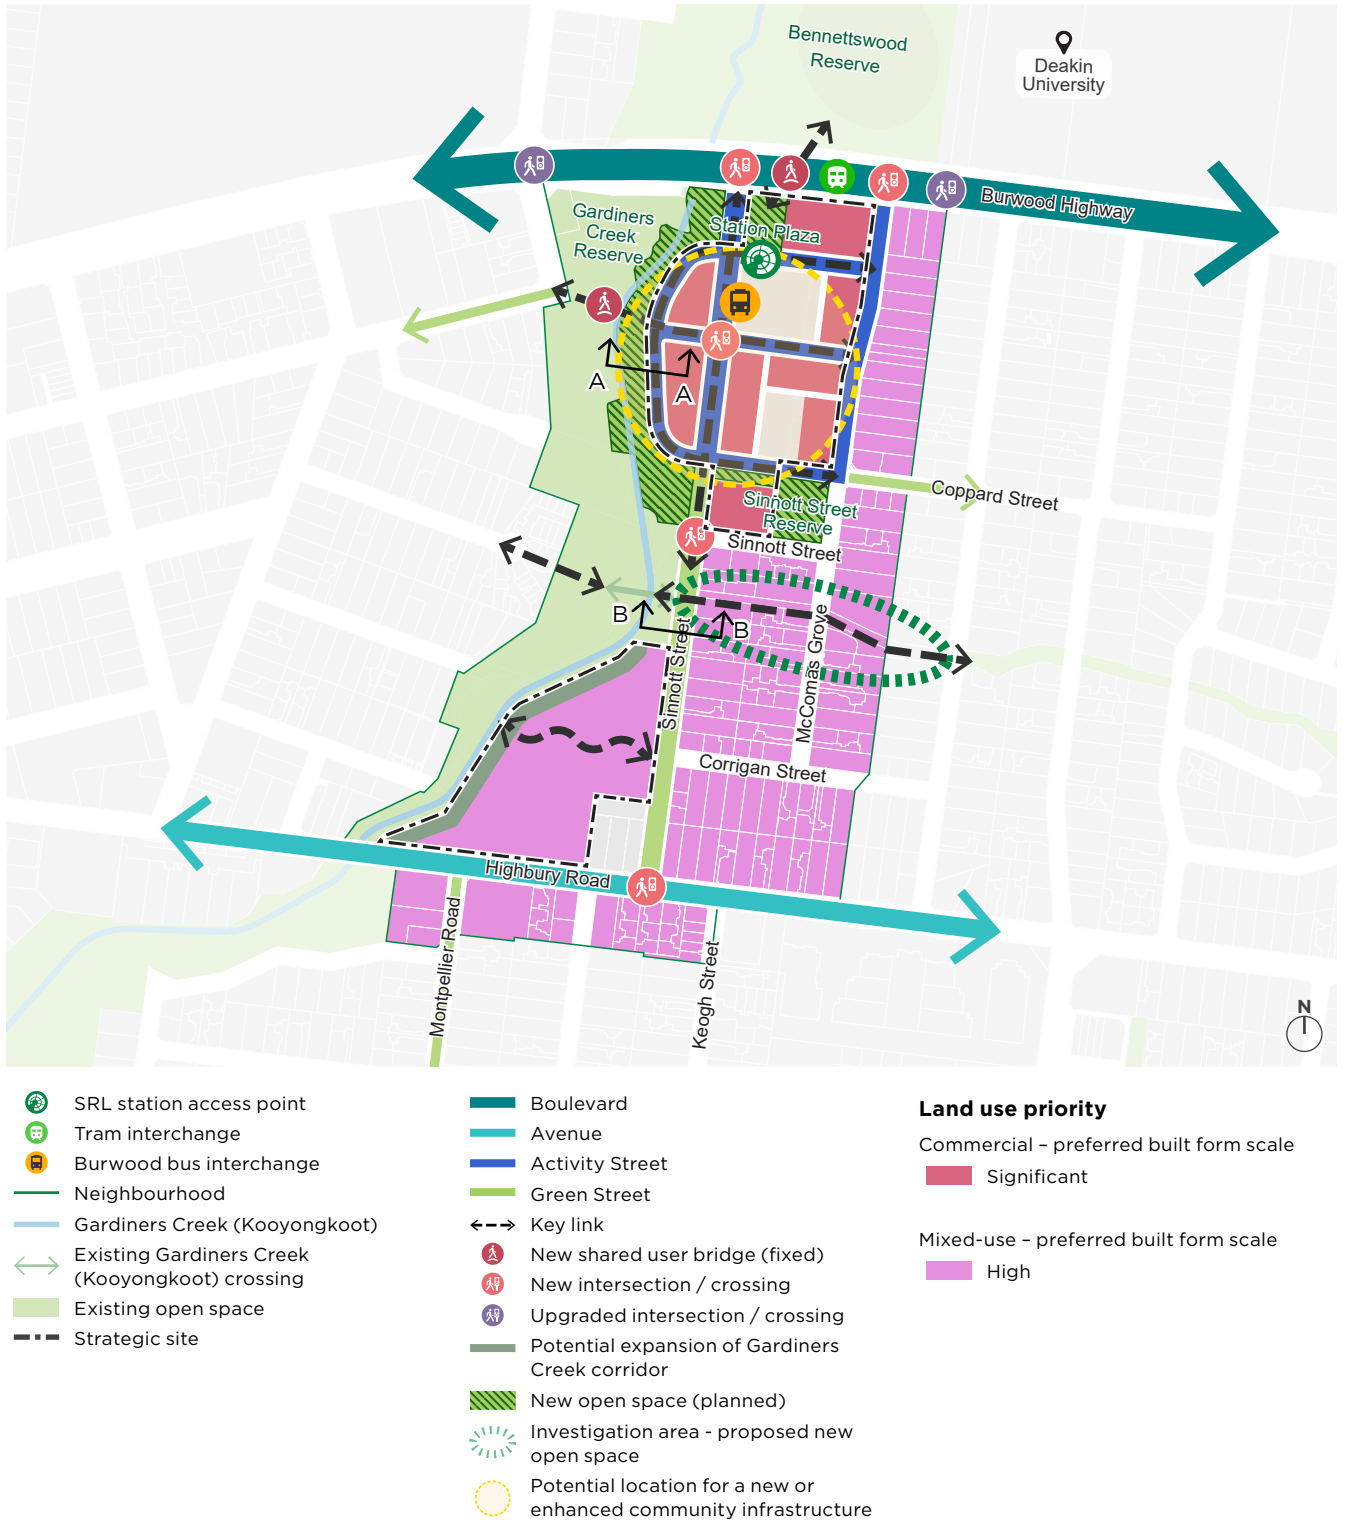 Bennettswood
Reserve
Deakin
University
Burwood Highway
Gardiners
Creek
Reserve
Station Plaza
A
A
Coppard Street
Sinnott Street
Reserve
Sinnott Street
B
B
Sinnott Street
McComas Grove
Corrigan Street
Highbury Road
Montpellier Road
Keogh Street
N
SRL station access point
Tram interchange
Burwood bus interchange
Neighbourhood
Gardiners Creek (Kooyongkoot)
Existing Gardiners Creek
(Kooyongkoot) crossing
Existing open space
Strategic site
Boulevard
Avenue
Activity Street
Green Street
Key link
New shared user bridge (fixed)
New intersection / crossing
Upgraded intersection / crossing
Potential expansion of Gardiners
Creek corridor
New open space (planned)
Investigation area - proposed new
open space
Potential location for a new or
enhanced community infrastructure
Land use priority
Commercial – preferred built form scale
Significant
Mixed-use – preferred built form scale
High